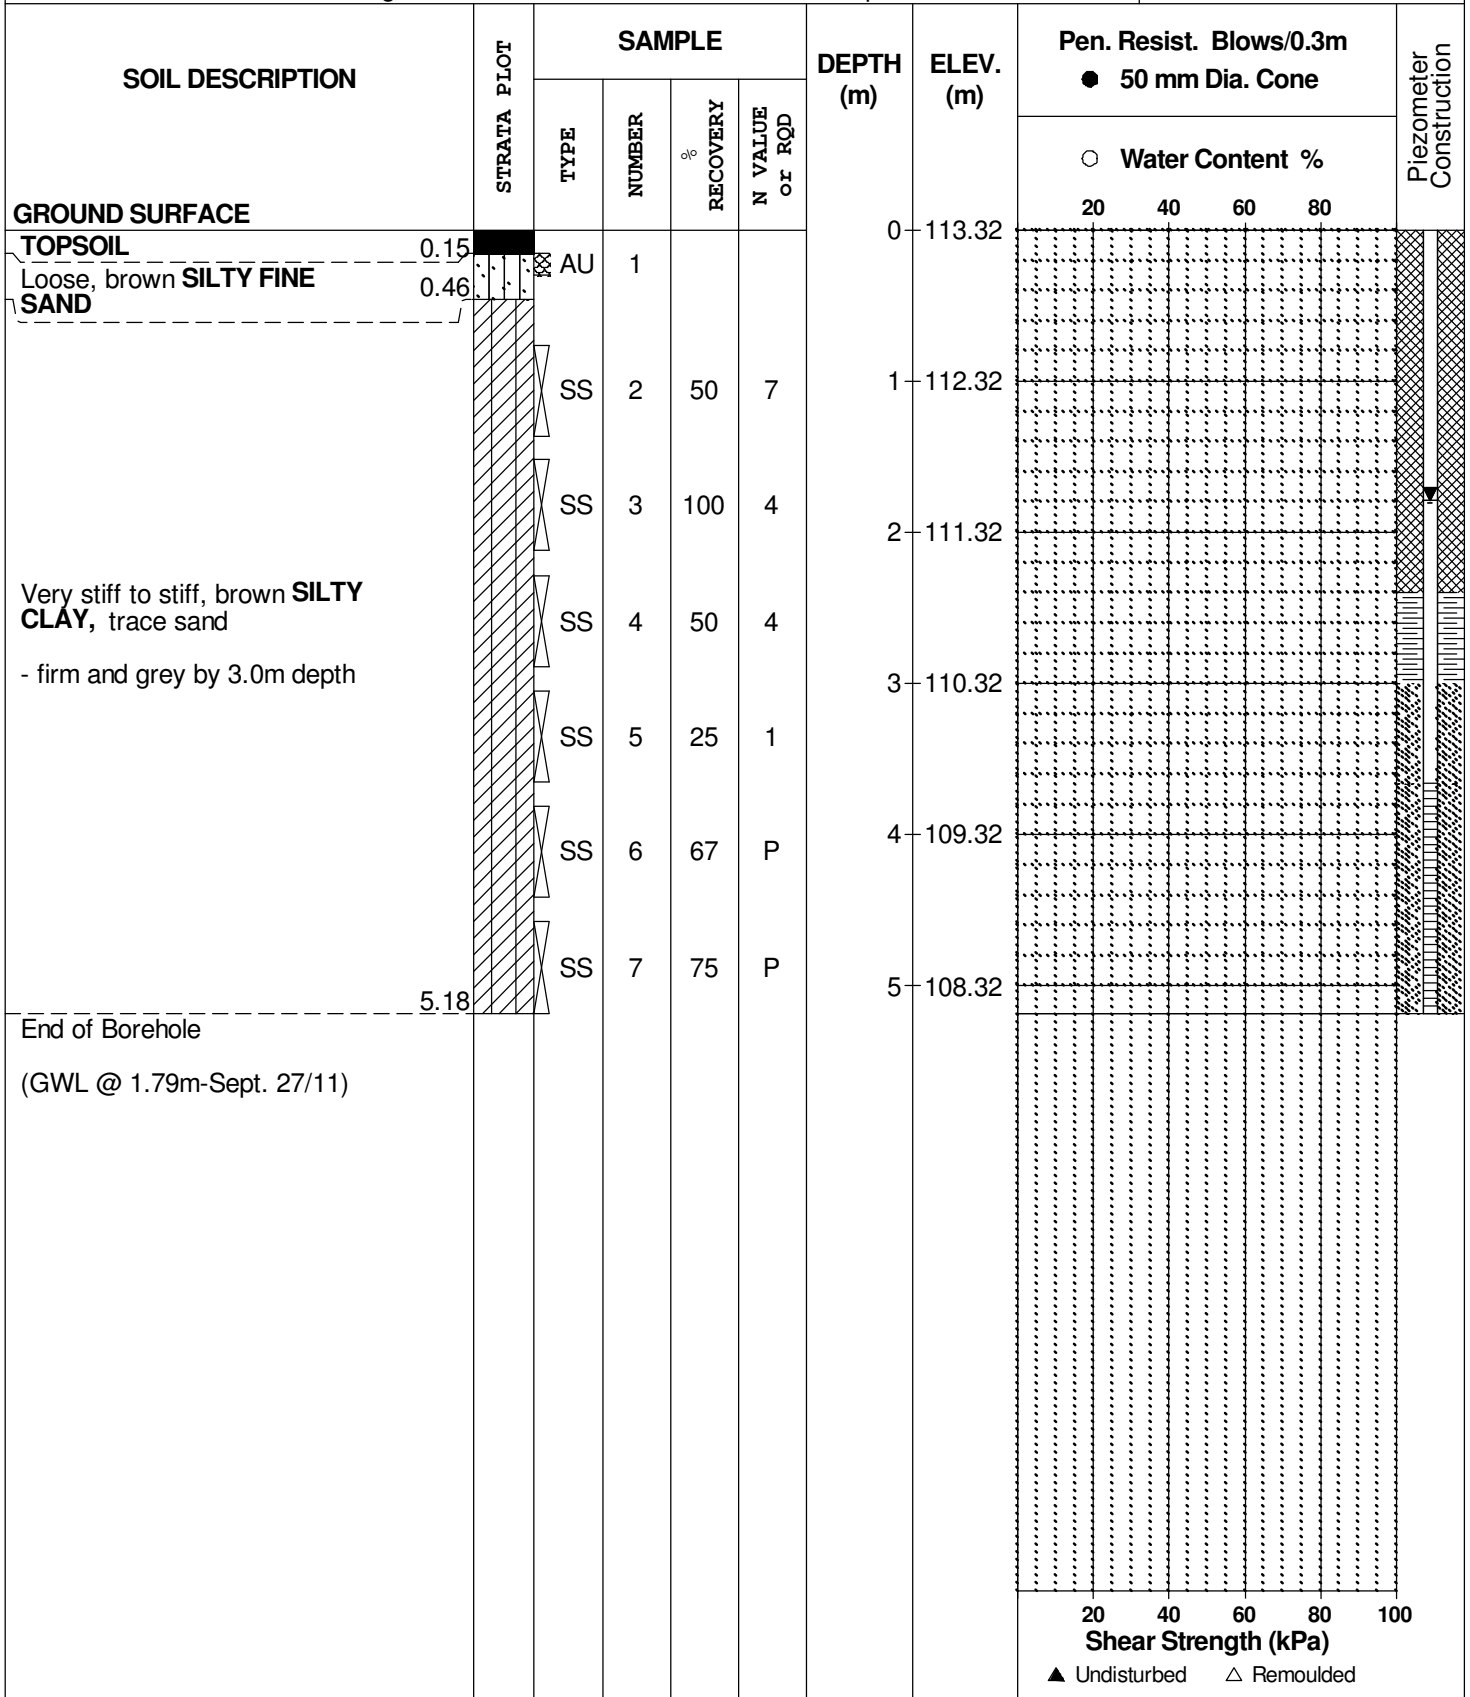 SOIL DESCRIPTION
STRATA PLOT
SAMPLE
TYPE
NUMBER
% RECOVERY
N VALUE or RQD
DEPTH (m)
ELEV. (m)
Pen. Resist. Blows/0.3m
● 50 mm Dia. Cone
○ Water Content %
Piezometer Construction
20 40 60 80
GROUND SURFACE
0 113.32
TOPSOIL 0.15
AU 1
Loose, brown SILTY FINE SAND 0.46
SS 2 50 7
1 112.32
SS 3 100 4
2 111.32
Very stiff to stiff, brown SILTY
CLAY, trace sand
SS 4 50 4
- firm and grey by 3.0m depth
3 110.32
SS 5 25 1
4 109.32
SS 6 67 P
SS 7 75 P
5 108.32
5.18
End of Borehole
(GWL @ 1.79m-Sept. 27/11)
20 40 60 80 100
Shear Strength (kPa)
▲ Undisturbed △ Remoulded